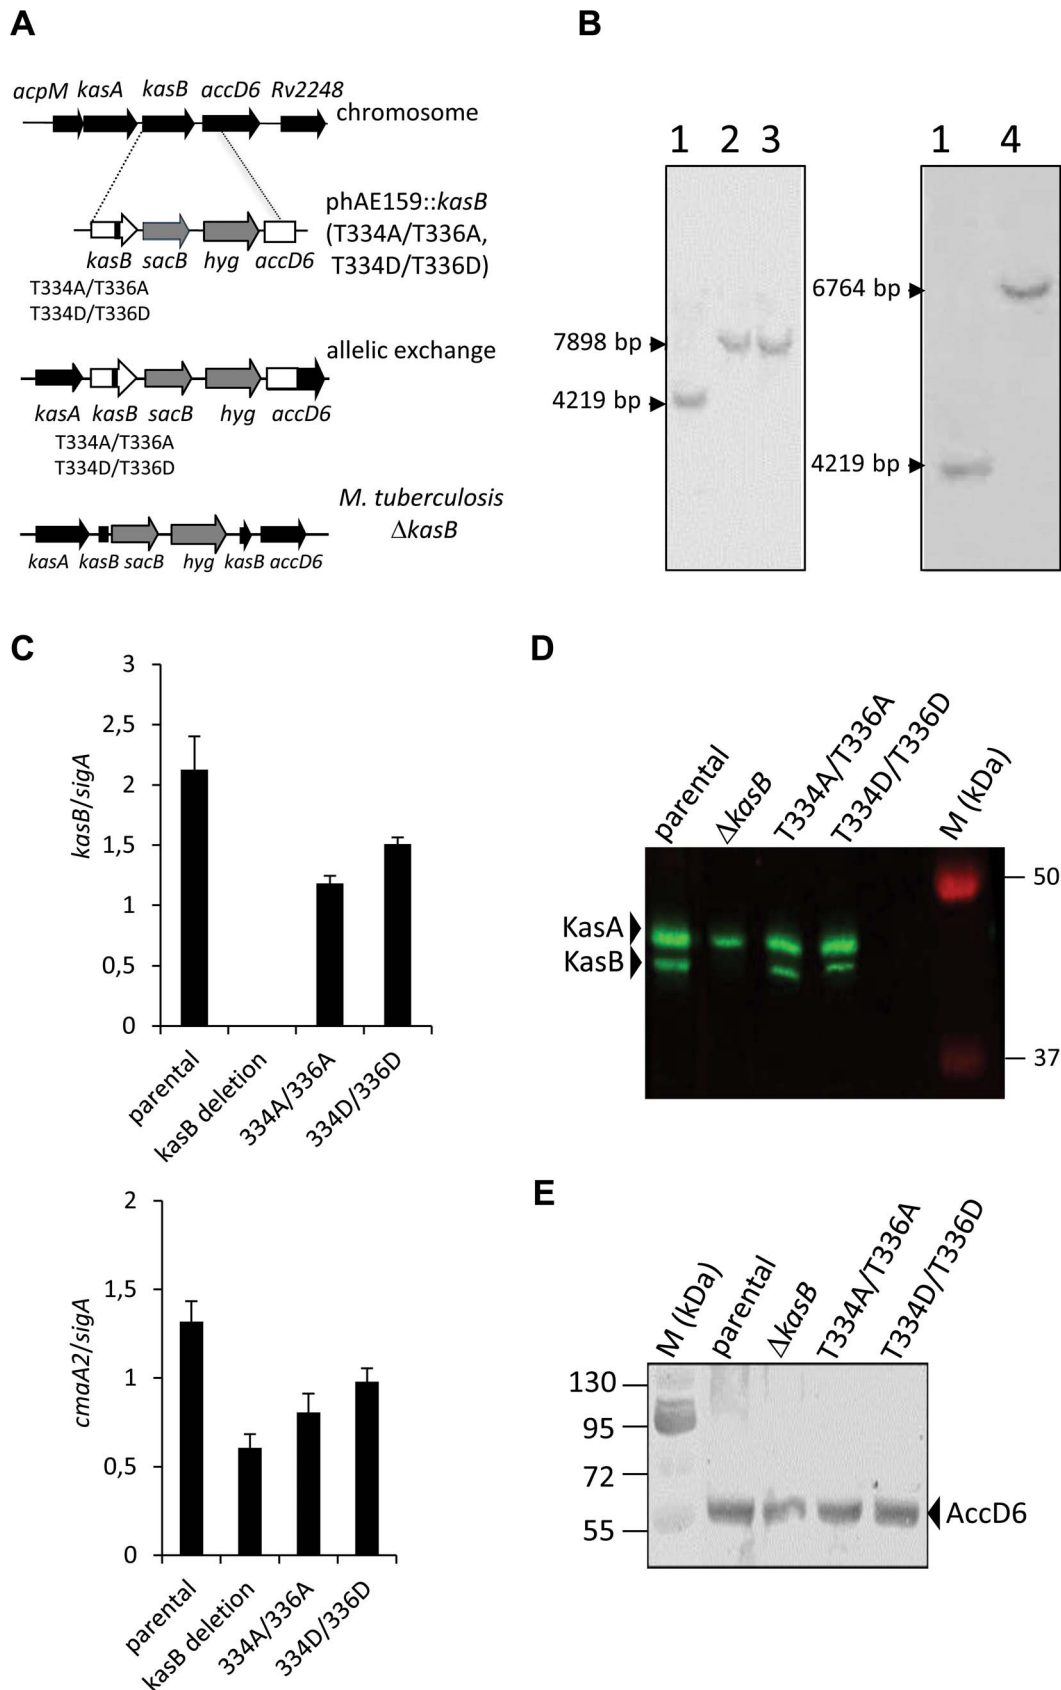 A
acpM kasA kasB accD6 Rv2248
chromosome
phAE159::kasB
(T334A/T336A,
T334D/T336D)
kasB sacB hyg accD6
T334A/T336A
T334D/T336D
allelic exchange
kasA kasB sacB hyg accD6
T334A/T336A
T334D/T336D
M. tuberculosis
ΔkasB
kasA kasB sacB hyg kasB accD6
B
1 2 3
7898 bp
4219 bp
1 4
6764 bp
4219 bp
C
kasB/sigA
3
2,5
2
1,5
1
0,5
0
parental
kasB deletion
334A/336A
334D/336D
cmaA2/sigA
2
1,5
1
0,5
0
parental
kasB deletion
334A/336A
334D/336D
D
parental
ΔkasB
T334A/T336A
T334D/T336D
M (kDa)
KasA
KasB
50
37
E
M (kDa)
parental
ΔkasB
T334A/T336A
T334D/T336D
130
95
72
55
AccD6